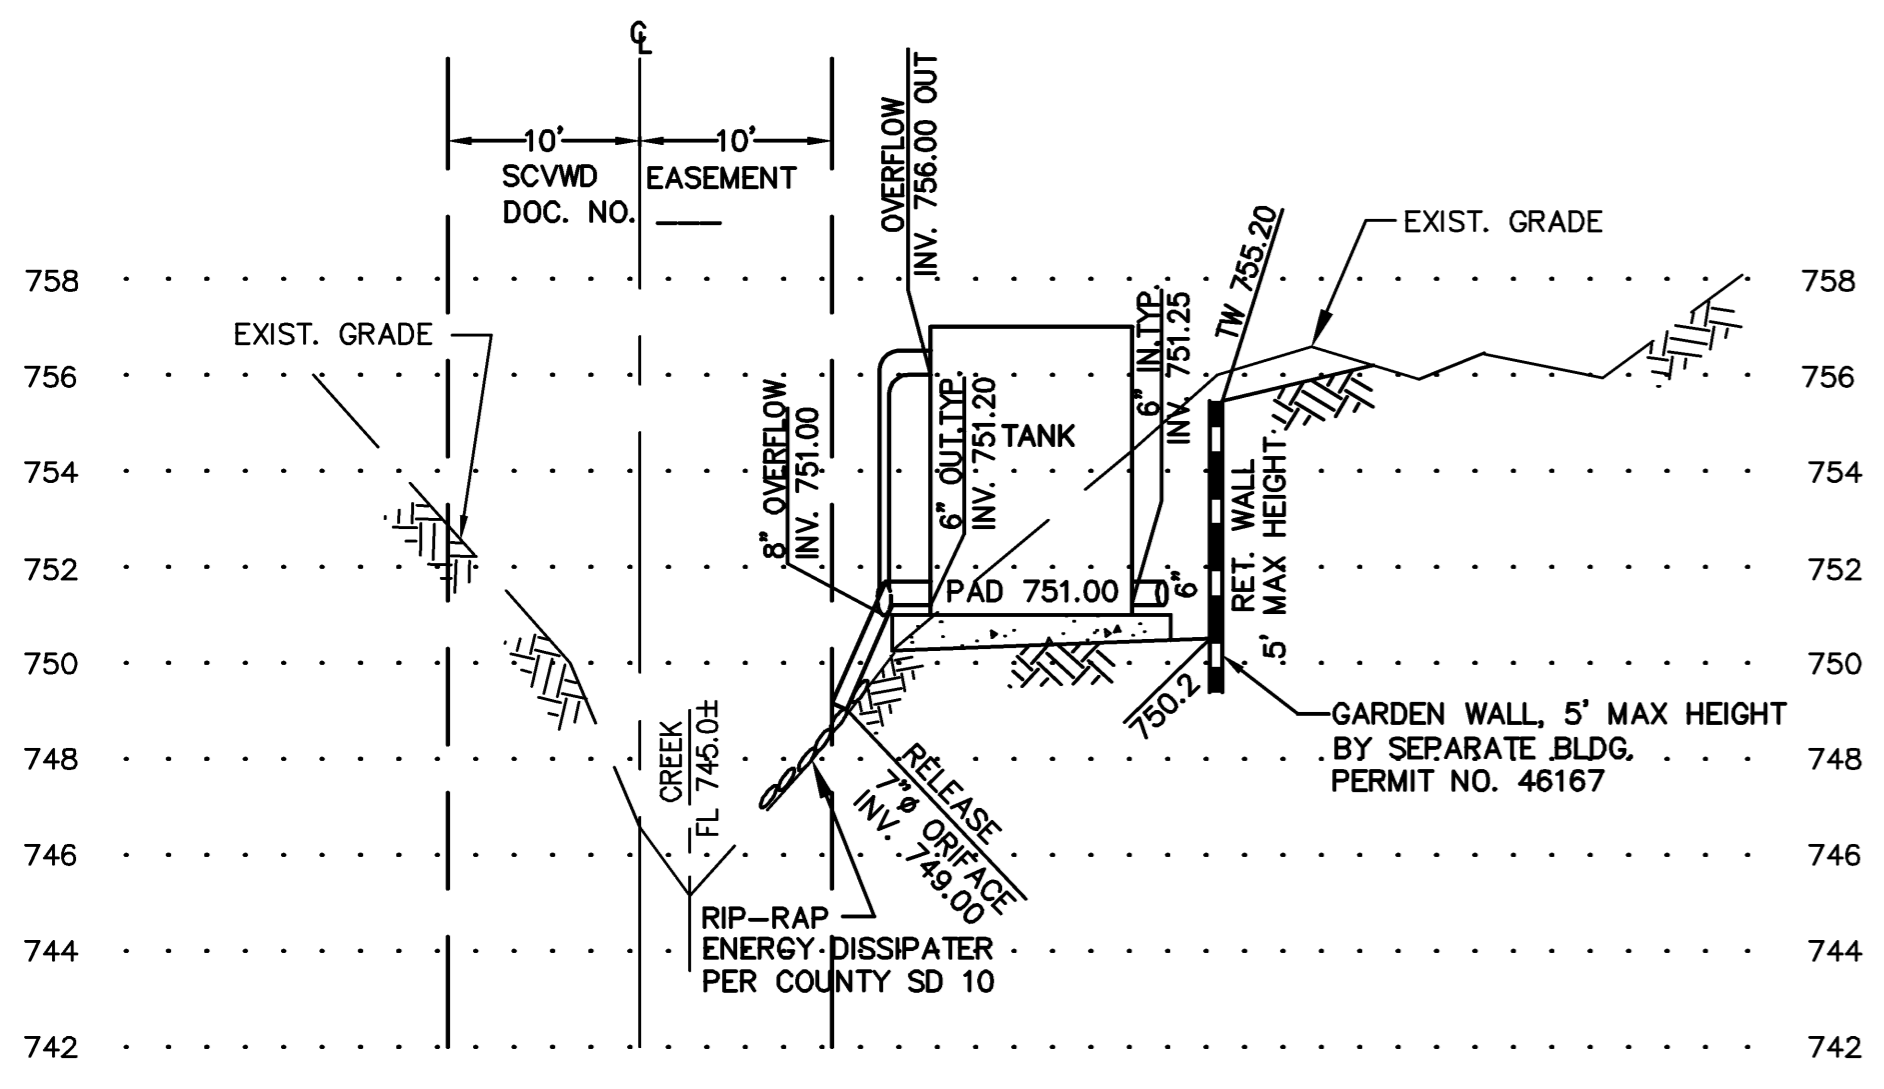 ℄
10' 10'
SCVWD EASEMENT
DOC. NO. ____
OVERFLOW
INV. 756.00 OUT
EXIST. GRADE
TW 755.20
758 758
EXIST. GRADE
6" IN.TYP.
INV. 751.25
756 756
8" OVERFLOW
INV. 751.00
6" OUT.TYP.
INV. 751.20
TANK
754 754
RET. WALL
5' MAX HEIGHT
752 752
PAD 751.00
6"
750 750
750.2
GARDEN WALL, 5' MAX HEIGHT
BY SEPARATE BLDG.
PERMIT NO. 46167
CREEK
FL 745.0±
748 748
RELEASE
7"ø ORIFACE
INV. 749.00
746 746
RIP-RAP
ENERGY DISSIPATER
PER COUNTY SD 10
744 744
742 742